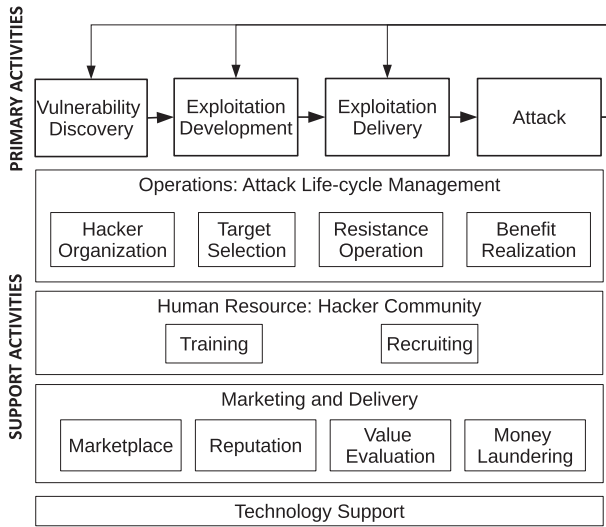 PRIMARY ACTIVITIES
Vulnerability
Discovery
Exploitation
Development
Exploitation
Delivery
Attack
SUPPORT ACTIVITIES
Operations: Attack Life-cycle Management
Hacker
Organization
Target
Selection
Resistance
Operation
Benefit
Realization
Human Resource: Hacker Community
Training
Recruiting
Marketing and Delivery
Marketplace
Reputation
Value
Evaluation
Money
Laundering
Technology Support